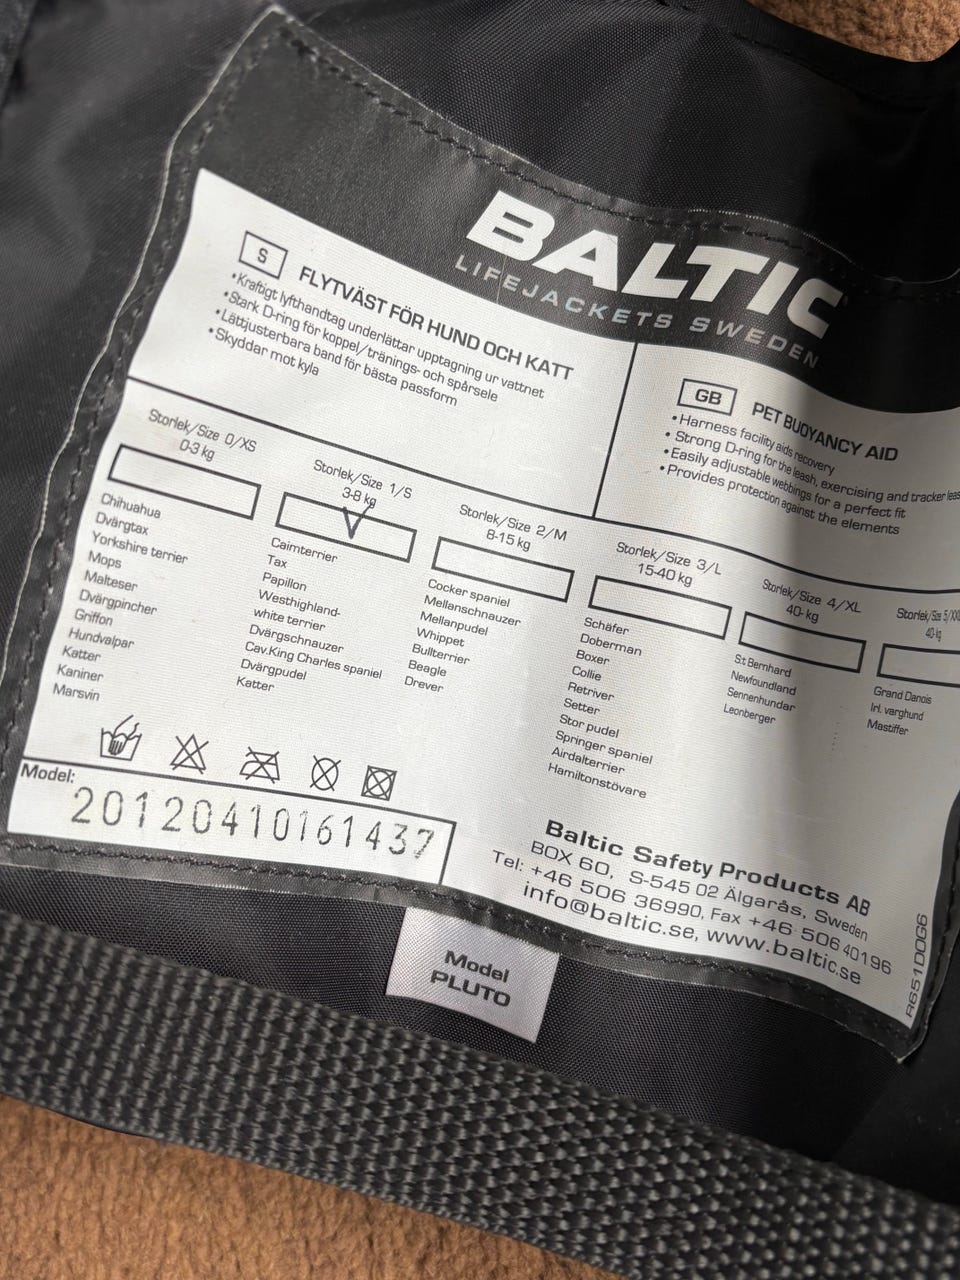 BALTIC
LIFEJACKETS SWEDEN
S
FLYTVÄST FÖR HUND OCH KATT
•Kraftigt lyfthandtag underlättar upptagning ur vattnet
•Stark D-ring för koppel/tränings- och spårsele
•Lättjusterbara band för bästa passform
•Skyddar mot kyla
GB
PET BUOYANCY AID
•Harness facility aids recovery
•Strong D-ring for the leash, exercising and tracker
•Easily adjustable webbings for a perfect fit
•Provides protection against the elements
Storlek/Size 0/XS
0-3 kg
Chihuahua
Dvärgtax
Yorkshire terrier
Mops
Malteser
Dvärgpincher
Griffon
Hundvalpar
Katter
Kaniner
Marsvin
Storlek/Size 1/S
3-8 kg
V
Cairnterrier
Tax
Papillon
Westhighland-
white terrier
Dvärgschnauzer
Cav.King Charles spaniel
Dvärgpudel
Katter
Storlek/Size 2/M
8-15 kg
Cocker spaniel
Mellanschnauzer
Mellanpudel
Whippet
Bullterrier
Beagle
Drever
Storlek/Size 3/L
15-40 kg
Schäfer
Doberman
Boxer
Collie
Retriver
Setter
Stor pudel
Springer spaniel
Airdalterrier
Hamiltonstövare
Storlek/Size 4/XL
40- kg
S:t Bernhard
Newfoundland
Sennenhundar
Leonberger
Storlek/Size
40-kg
Grand Danois
Irl. varghund
Mastiffer
Model:
20120410161437
Baltic Safety Products AB
BOX 60, S-545 02 Älgarås, Sweden
Tel: +46 506 36990, Fax +46 506 40196
info@baltic.se, www.baltic.se
R651DOG6
Model
PLUTO